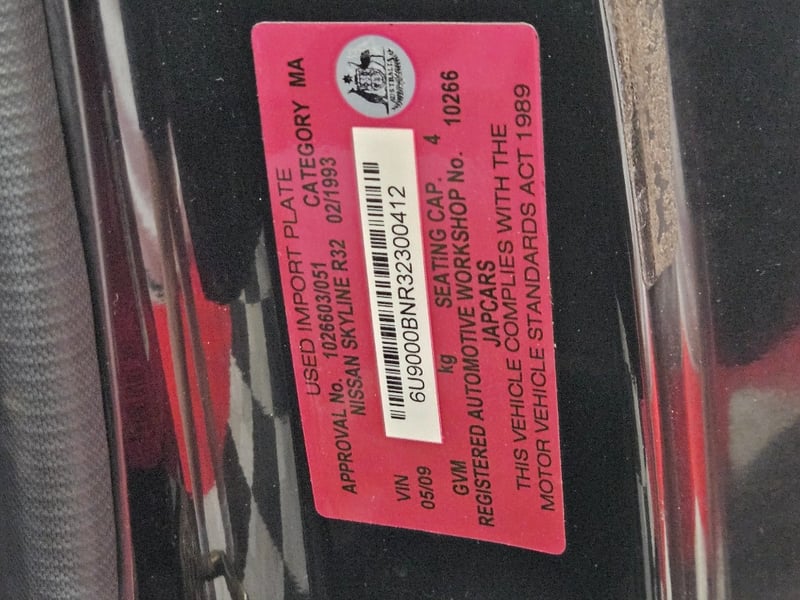 USED IMPORT PLATE
APPROVAL No. 1026603/051 CATEGORY MA
NISSAN SKYLINE R32 02/1993
VIN 6U9000BNR32300412
05/09
GVM kg SEATING CAP. 4
REGISTERED AUTOMOTIVE WORKSHOP No. 10266
JAPCARS
THIS VEHICLE COMPLIES WITH THE
MOTOR VEHICLE STANDARDS ACT 1989
AUSTRALIA